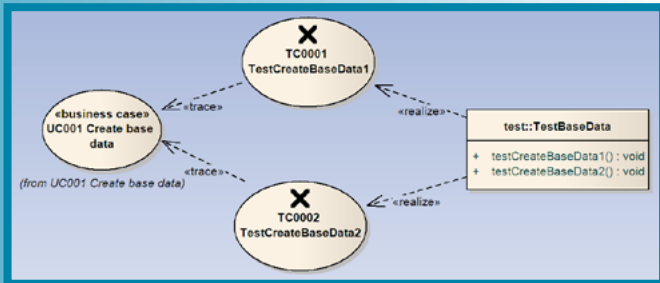 TC0001
TestCreateBaseData1
«trace»
«realize»
«business case»
UC001 Create base
data
(from UC001 Create base data)
test::TestBaseData
+ testCreateBaseData1() : void
+ testCreateBaseData2() : void
«trace»
«realize»
TC0002
TestCreateBaseData2